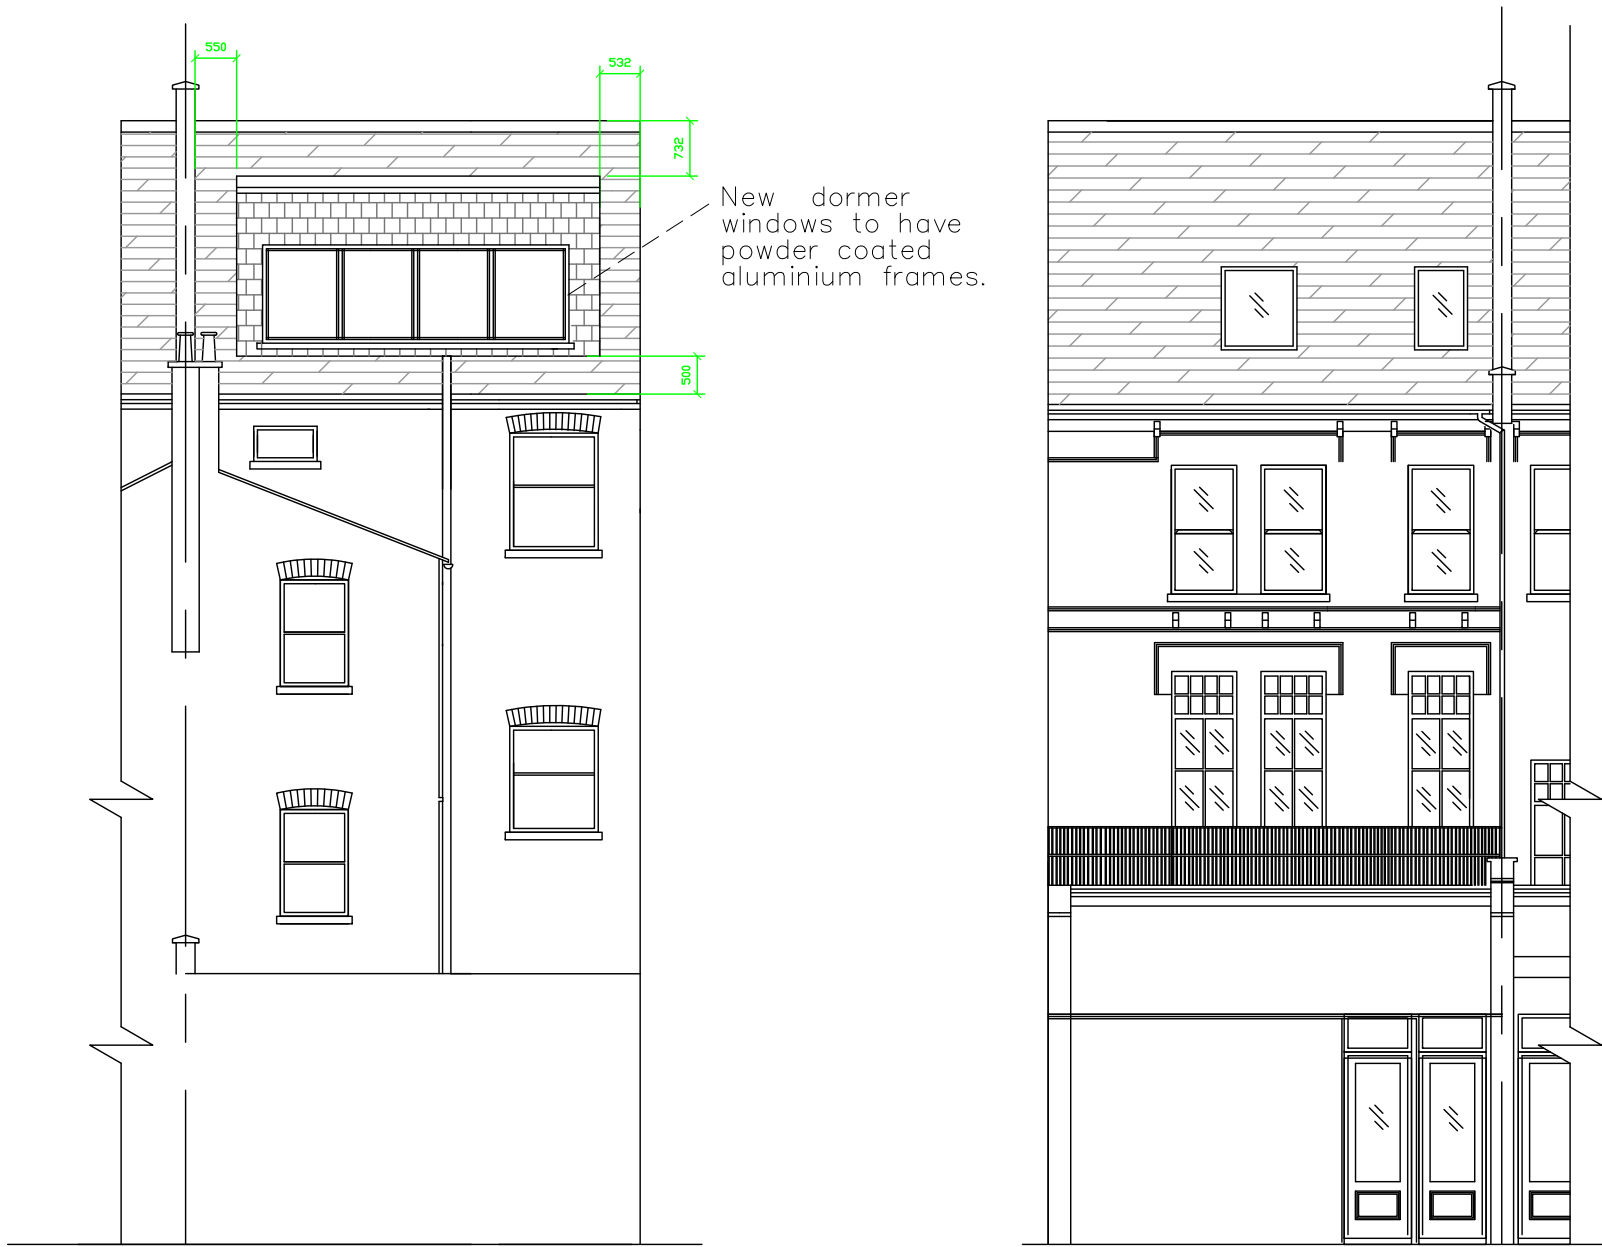 550
532
732
New dormer
windows to have
powder coated
aluminium frames.
500